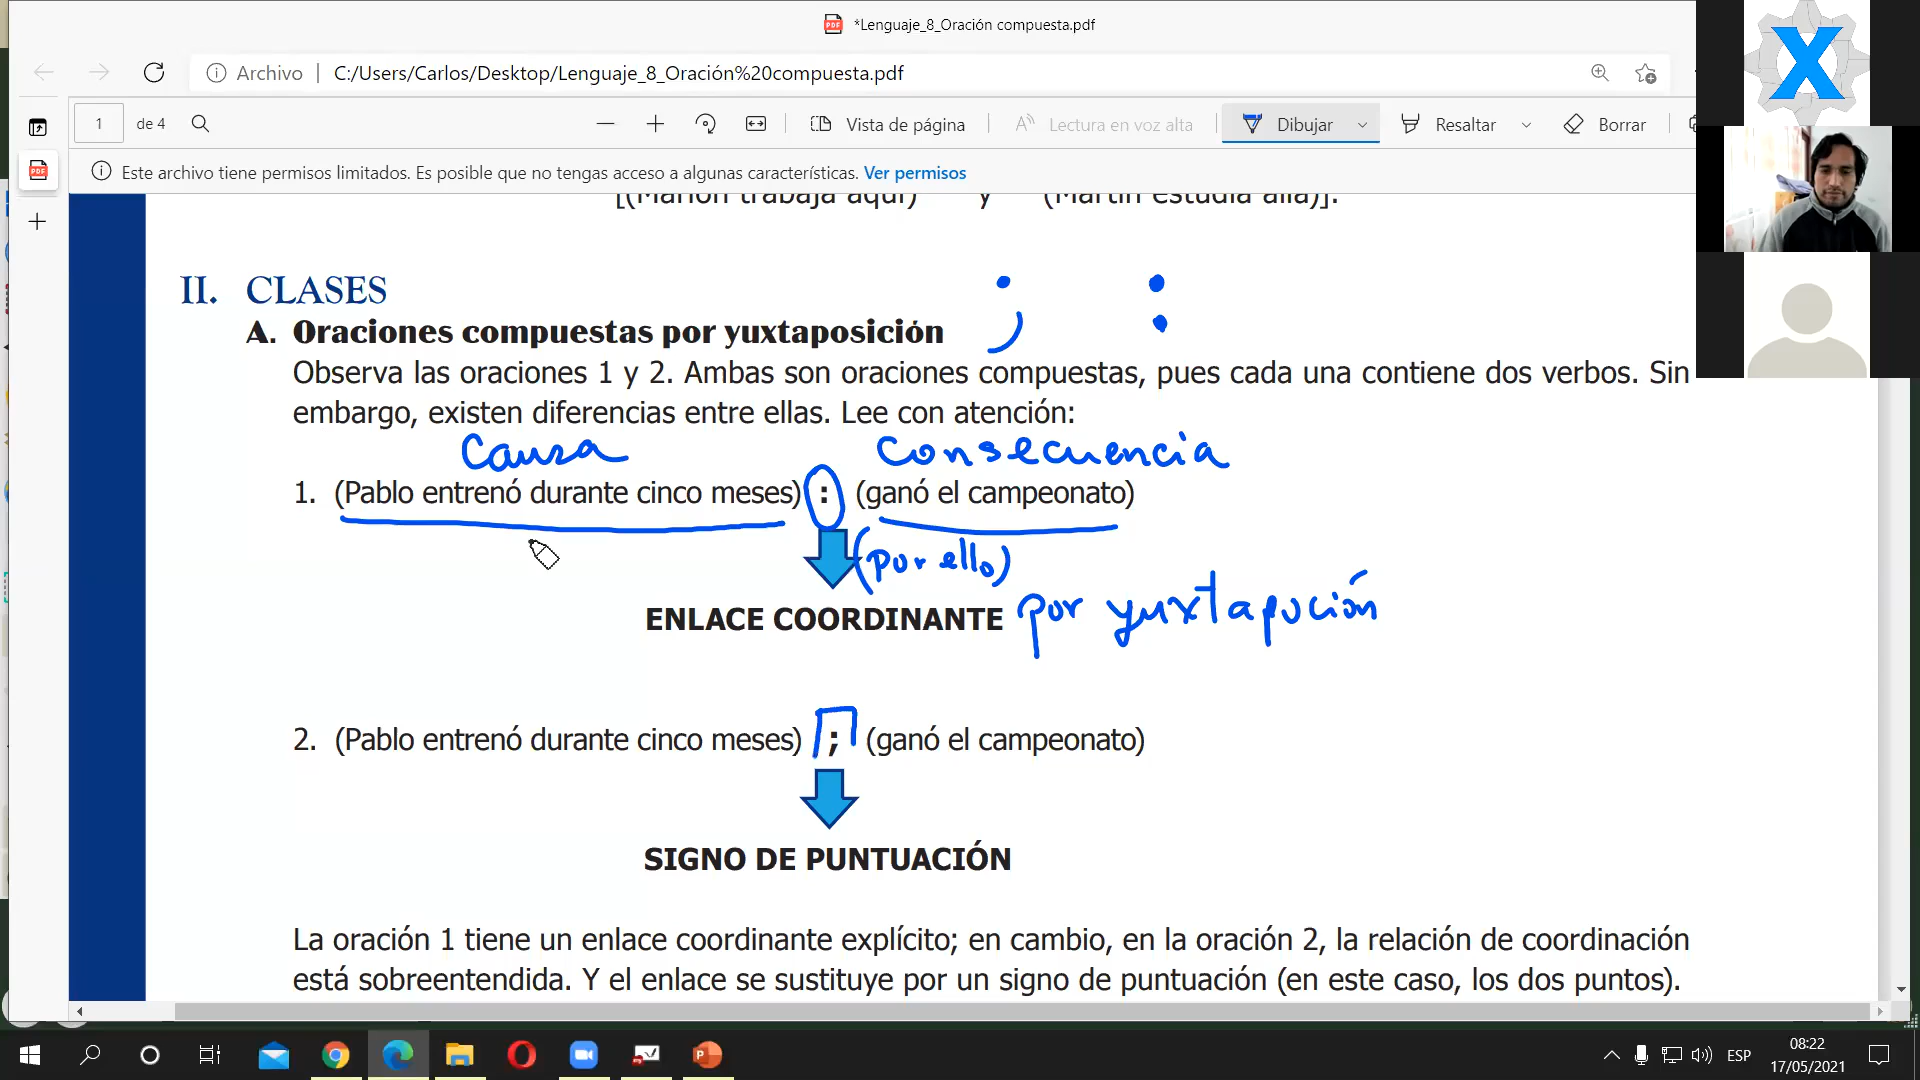 *Lenguaje_8_Oración compuesta.pdf
Archivo | C:/Users/Carlos/Desktop/Lenguaje_8_Oración%20compuesta.pdf
1 de 4 Vista de página Lectura en voz alta Dibujar Resaltar Borrar
Este archivo tiene permisos limitados. Es posible que no tengas acceso a algunas características. Ver permisos
[(Marion trabaja aquí) y (Martín estudia allá)].
II. CLASES ; :
A. Oraciones compuestas por yuxtaposición
Observa las oraciones 1 y 2. Ambas son oraciones compuestas, pues cada una contiene dos verbos. Sin
embargo, existen diferencias entre ellas. Lee con atención:
Causa Consecuencia
1. (Pablo entrenó durante cinco meses) : (ganó el campeonato)
(por ello)
ENLACE COORDINANTE por yuxtapución
2. (Pablo entrenó durante cinco meses) ; (ganó el campeonato)
SIGNO DE PUNTUACIÓN
La oración 1 tiene un enlace coordinante explícito; en cambio, en la oración 2, la relación de coordinación
está sobreentendida. Y el enlace se sustituye por un signo de puntuación (en este caso, los dos puntos).
ESP
08:22
17/05/2021
X